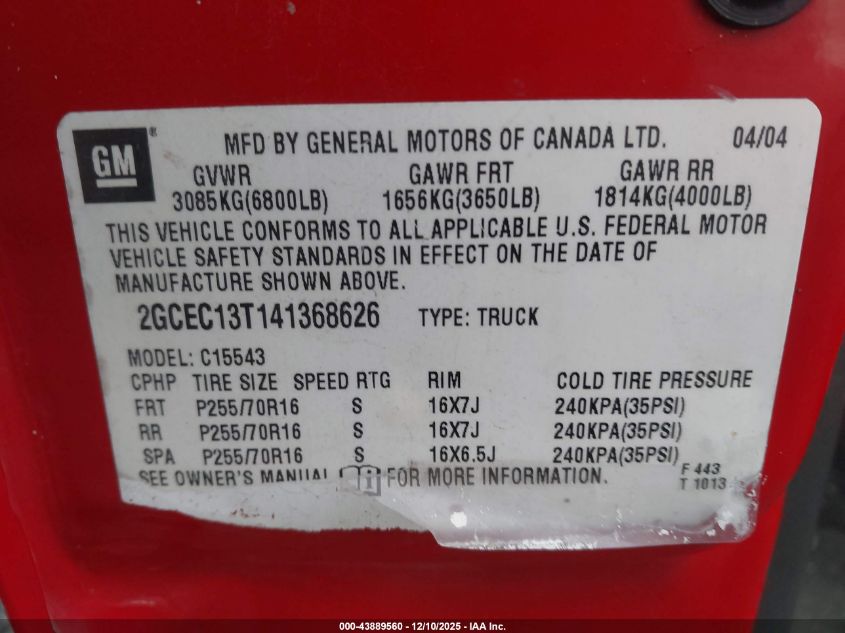 GM ® MFD BY GENERAL MOTORS OF CANADA LTD. 04/04
GVWR GAWR FRT GAWR RR
3085KG(6800LB) 1656KG(3650LB) 1814KG(4000LB)
THIS VEHICLE CONFORMS TO ALL APPLICABLE U.S. FEDERAL MOTOR
VEHICLE SAFETY STANDARDS IN EFFECT ON THE DATE OF
MANUFACTURE SHOWN ABOVE.
2GCEC13T141368626 TYPE: TRUCK
MODEL: C15543
CPHP TIRE SIZE SPEED RTG RIM COLD TIRE PRESSURE
FRT P255/70R16 S 16X7J 240KPA(35PSI)
RR P255/70R16 S 16X7J 240KPA(35PSI)
SPA P255/70R16 S 16X6.5J 240KPA(35PSI)
SEE OWNER'S MANUAL FOR MORE INFORMATION. F 443
T 1013
000-43889560 - 12/10/2025 - IAA Inc.